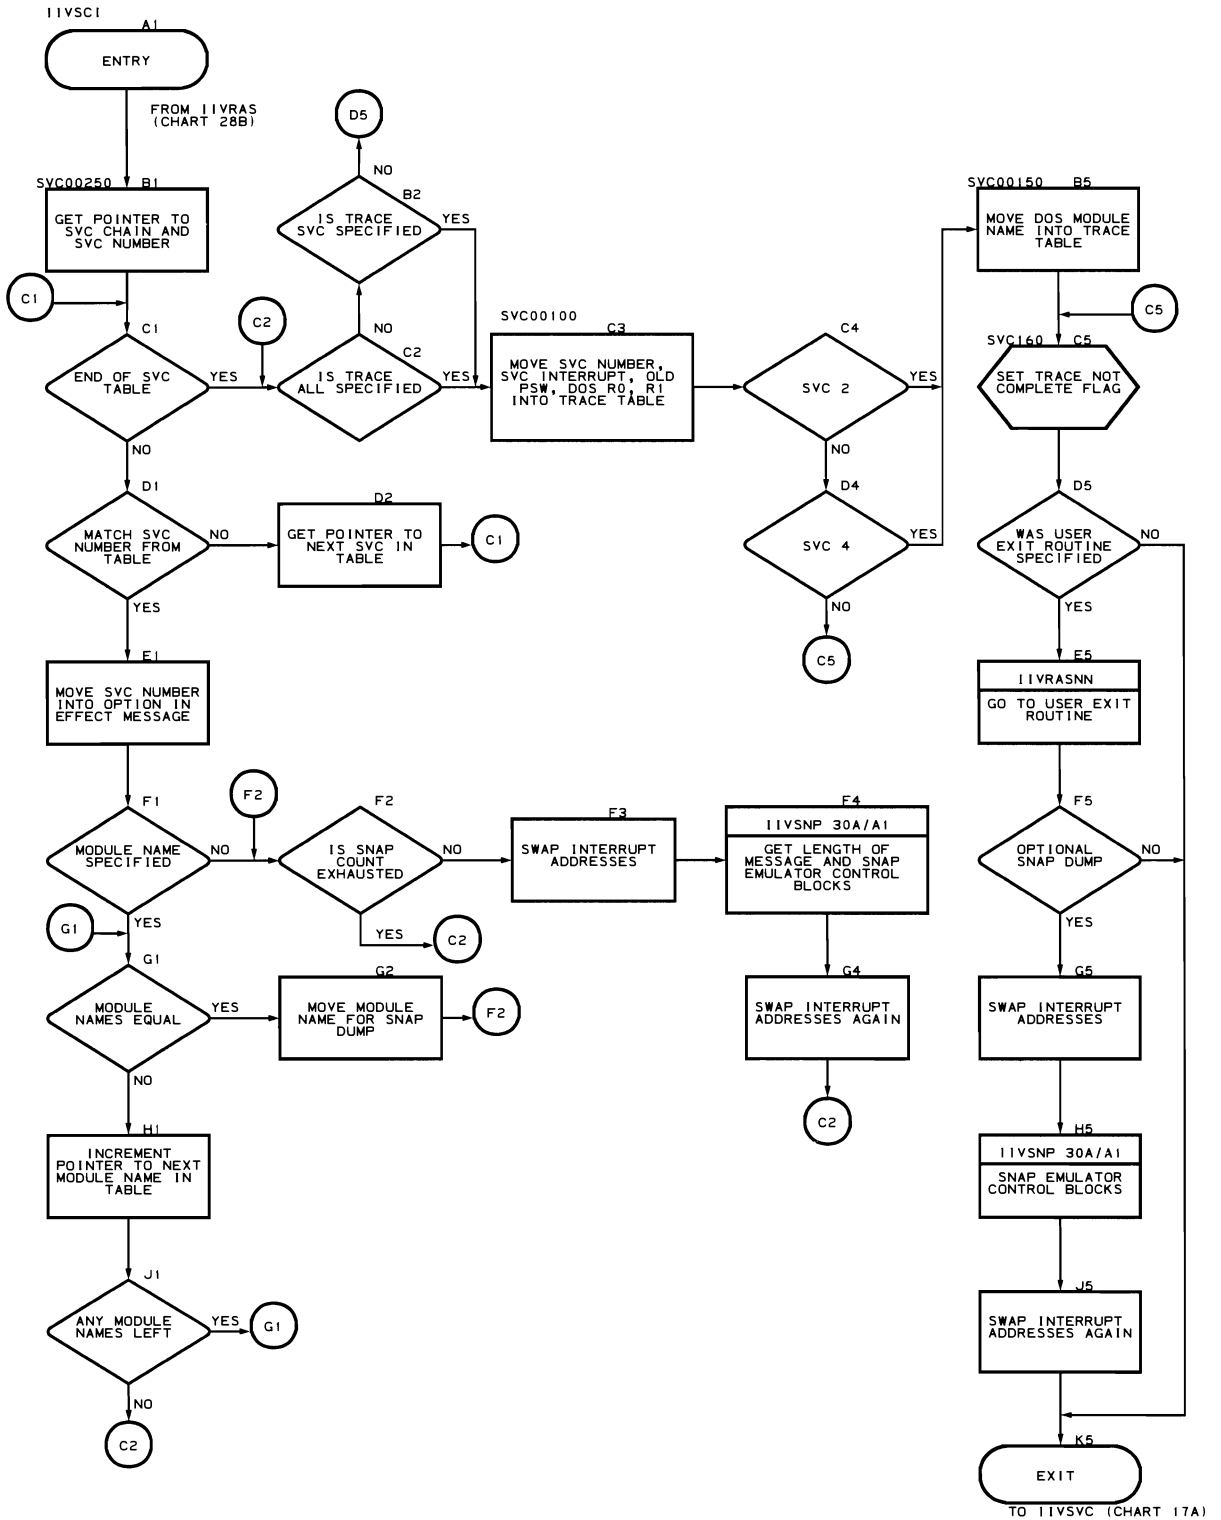 IIVSCI
A1
ENTRY
FROM IIVRAS
(CHART 28B)
SVC00250 B1
GET POINTER TO
SVC CHAIN AND
SVC NUMBER
C1
C1
END OF SVC
TABLE
YES
NO
C2
D5
NO
B2
IS TRACE
SVC SPECIFIED
YES
NO
C2
IS TRACE
ALL SPECIFIED
YES
SVC00100
C3
MOVE SVC NUMBER,
SVC INTERRUPT, OLD
PSW, DOS R0, R1
INTO TRACE TABLE
C4
SVC 2
YES
NO
D4
SVC 4
YES
NO
C5
SVC00150 B5
MOVE DOS MODULE
NAME INTO TRACE
TABLE
C5
SVC160 C5
SET TRACE NOT
COMPLETE FLAG
D5
WAS USER
EXIT ROUTINE
SPECIFIED
NO
YES
D1
MATCH SVC
NUMBER FROM
TABLE
NO
YES
D2
GET POINTER TO
NEXT SVC IN
TABLE
C1
E1
MOVE SVC NUMBER
INTO OPTION IN
EFFECT MESSAGE
E5
IIVRASNN
GO TO USER EXIT
ROUTINE
F1
MODULE NAME
SPECIFIED
NO
YES
F2
F2
IS SNAP
COUNT
EXHAUSTED
NO
YES
C2
F3
SWAP INTERRUPT
ADDRESSES
F4
IIVSNP 30A/A1
GET LENGTH OF
MESSAGE AND SNAP
EMULATOR CONTROL
BLOCKS
F5
OPTIONAL
SNAP DUMP
NO
YES
G1
G1
MODULE
NAMES EQUAL
YES
NO
G2
MOVE MODULE
NAME FOR SNAP
DUMP
F2
G4
SWAP INTERRUPT
ADDRESSES AGAIN
C2
G5
SWAP INTERRUPT
ADDRESSES
H1
INCREMENT
POINTER TO NEXT
MODULE NAME IN
TABLE
H5
IIVSNP 30A/A1
SNAP EMULATOR
CONTROL BLOCKS
J1
ANY MODULE
NAMES LEFT
YES
G1
NO
C2
J5
SWAP INTERRUPT
ADDRESSES AGAIN
K5
EXIT
TO IIVSVC (CHART 17A)